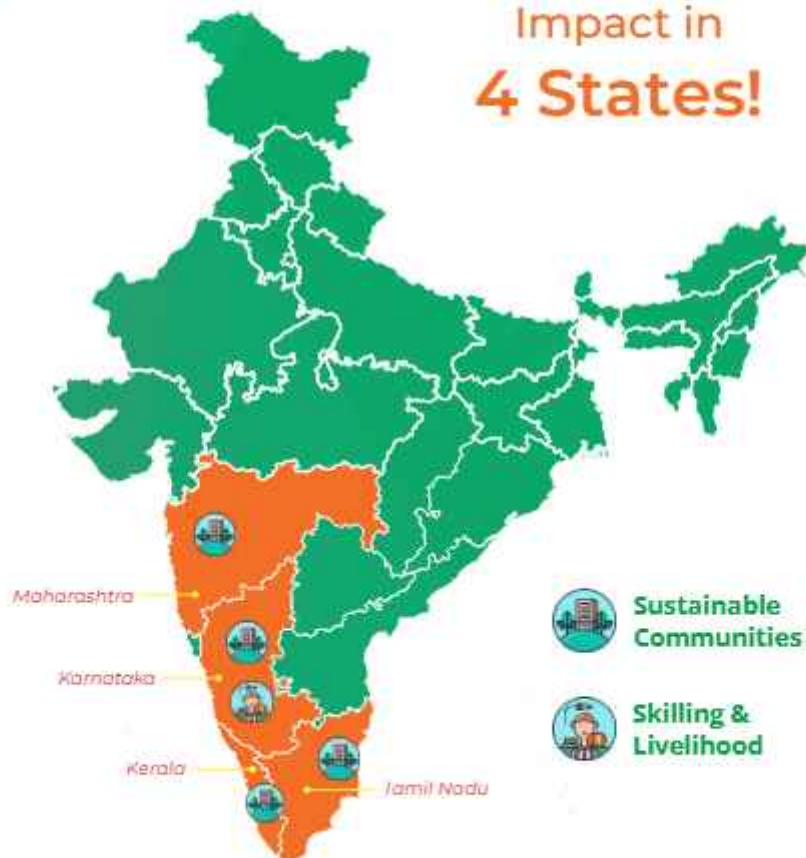 Impact in
4 States!
Maharashtra
Karnataka
Kerala
Tamil Nadu
Sustainable
Communities
Skilling &
Livelihood